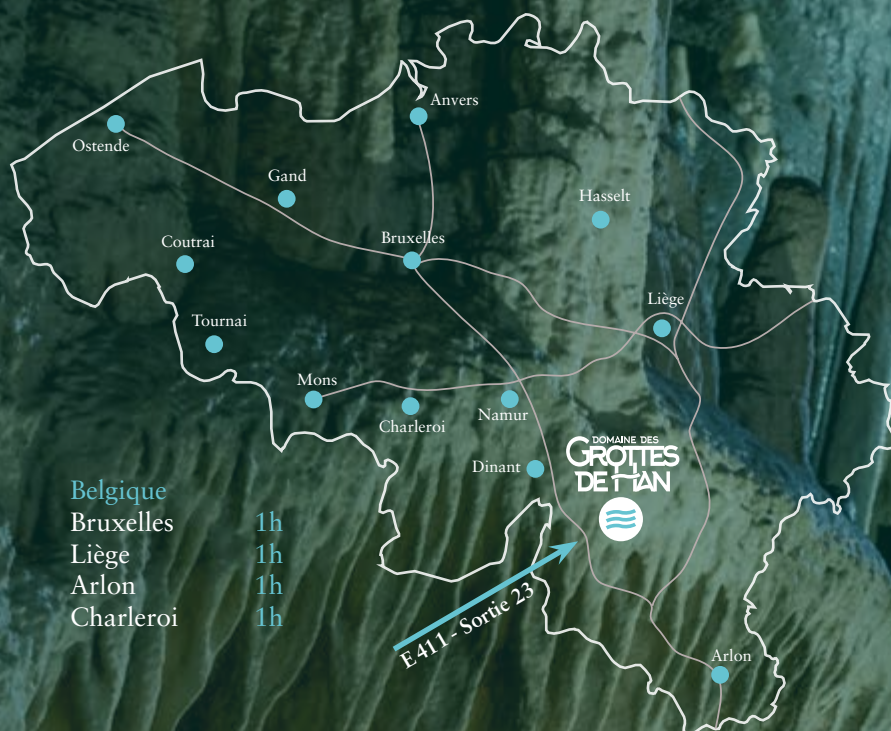 Anvers
Ostende
Gand
Hasselt
Coutrai
Bruxelles
Liège
Tournai
Mons
Charleroi
Namur
DOMAINE DES
GROTTES
DE HAN
Dinant
Belgique
Bruxelles 1h
Liège 1h
Arlon 1h
Charleroi 1h
E 411 - Sortie 23
Arlon